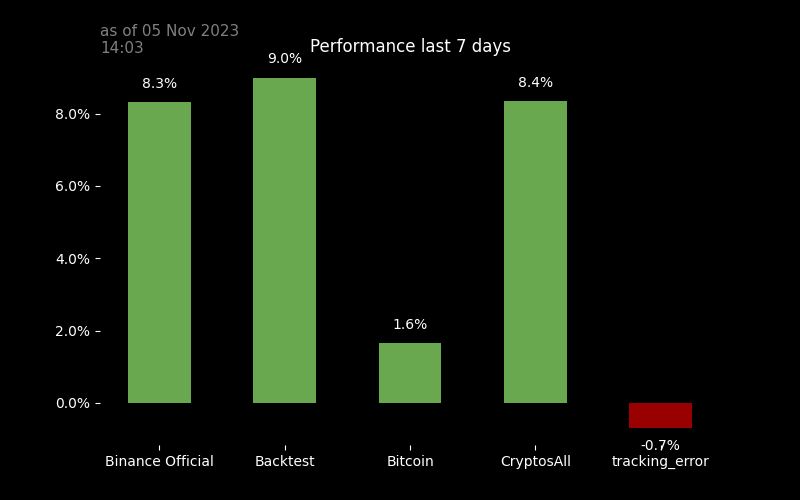 as of 05 Nov 2023
14:03
Performance last 7 days
8.3%
9.0%
1.6%
8.4%
-0.7%
8.0%
6.0%
4.0%
2.0%
0.0%
Binance Official
Backtest
Bitcoin
CryptosAll
tracking_error